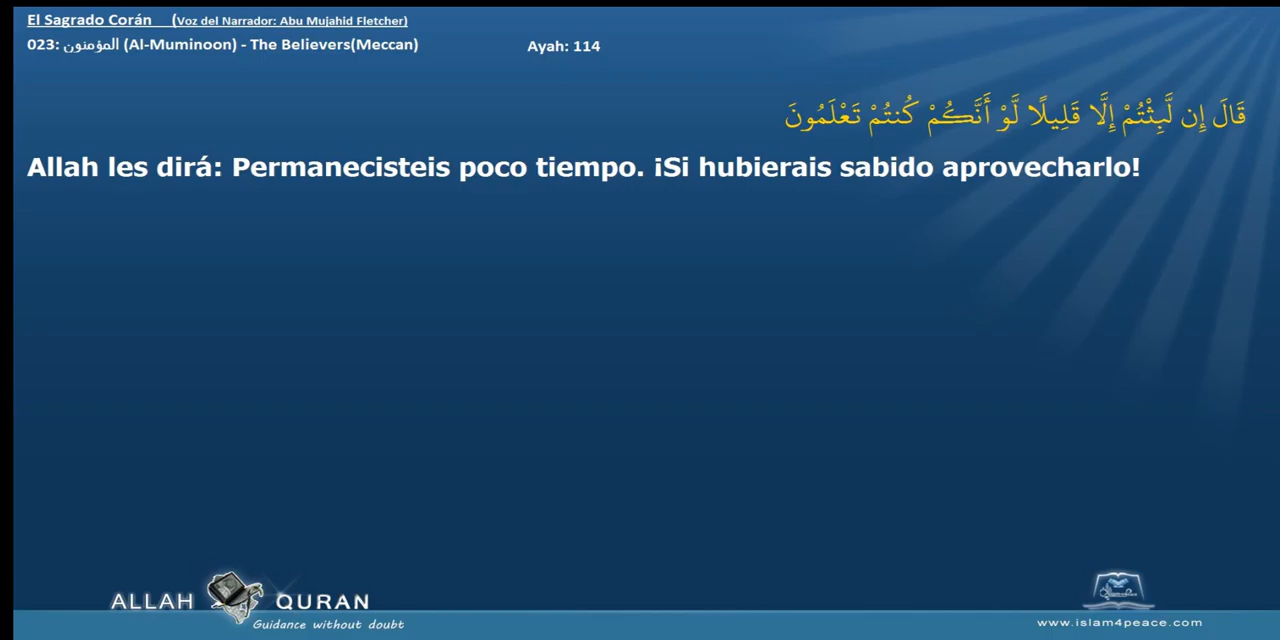 El Sagrado Corán (Voz del Narrador: Abu Mujahid Fletcher)
023: المؤمنون (Al-Muminoon) - The Believers(Meccan) Ayah: 114
قَالَ إِن لَّبِثْتُمْ إِلَّا قَلِيلًا لَّوْ أَنَّكُمْ كُنتُمْ تَعْلَمُونَ
Allah les dirá: Permanecisteis poco tiempo. ¡Si hubierais sabido aprovecharlo!
ALLAH QURAN
Guidance without doubt
www.islam4peace.com